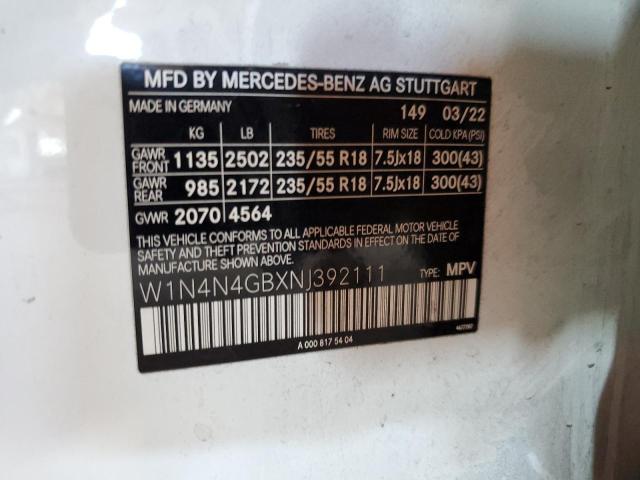 MFD BY MERCEDES-BENZ AG STUTTGART
MADE IN GERMANY 149 03/22
KG LB TIRES RIM SIZE COLD KPA(PSI)
GAWR FRONT 1135 2502 235/55 R18 7.5Jx18 300(43)
GAWR REAR 985 2172 235/55 R18 7.5Jx18 300(43)
GVWR 2070 4564
THIS VEHICLE CONFORMS TO ALL APPLICABLE FEDERAL MOTOR VEHICLE
SAFETY AND THEFT PREVENTION STANDARDS IN EFFECT ON THE DATE OF
MANUFACTURE SHOWN ABOVE.
W1N4N4GBXNJ392111 TYPE: MPV
A 000 817 54 04